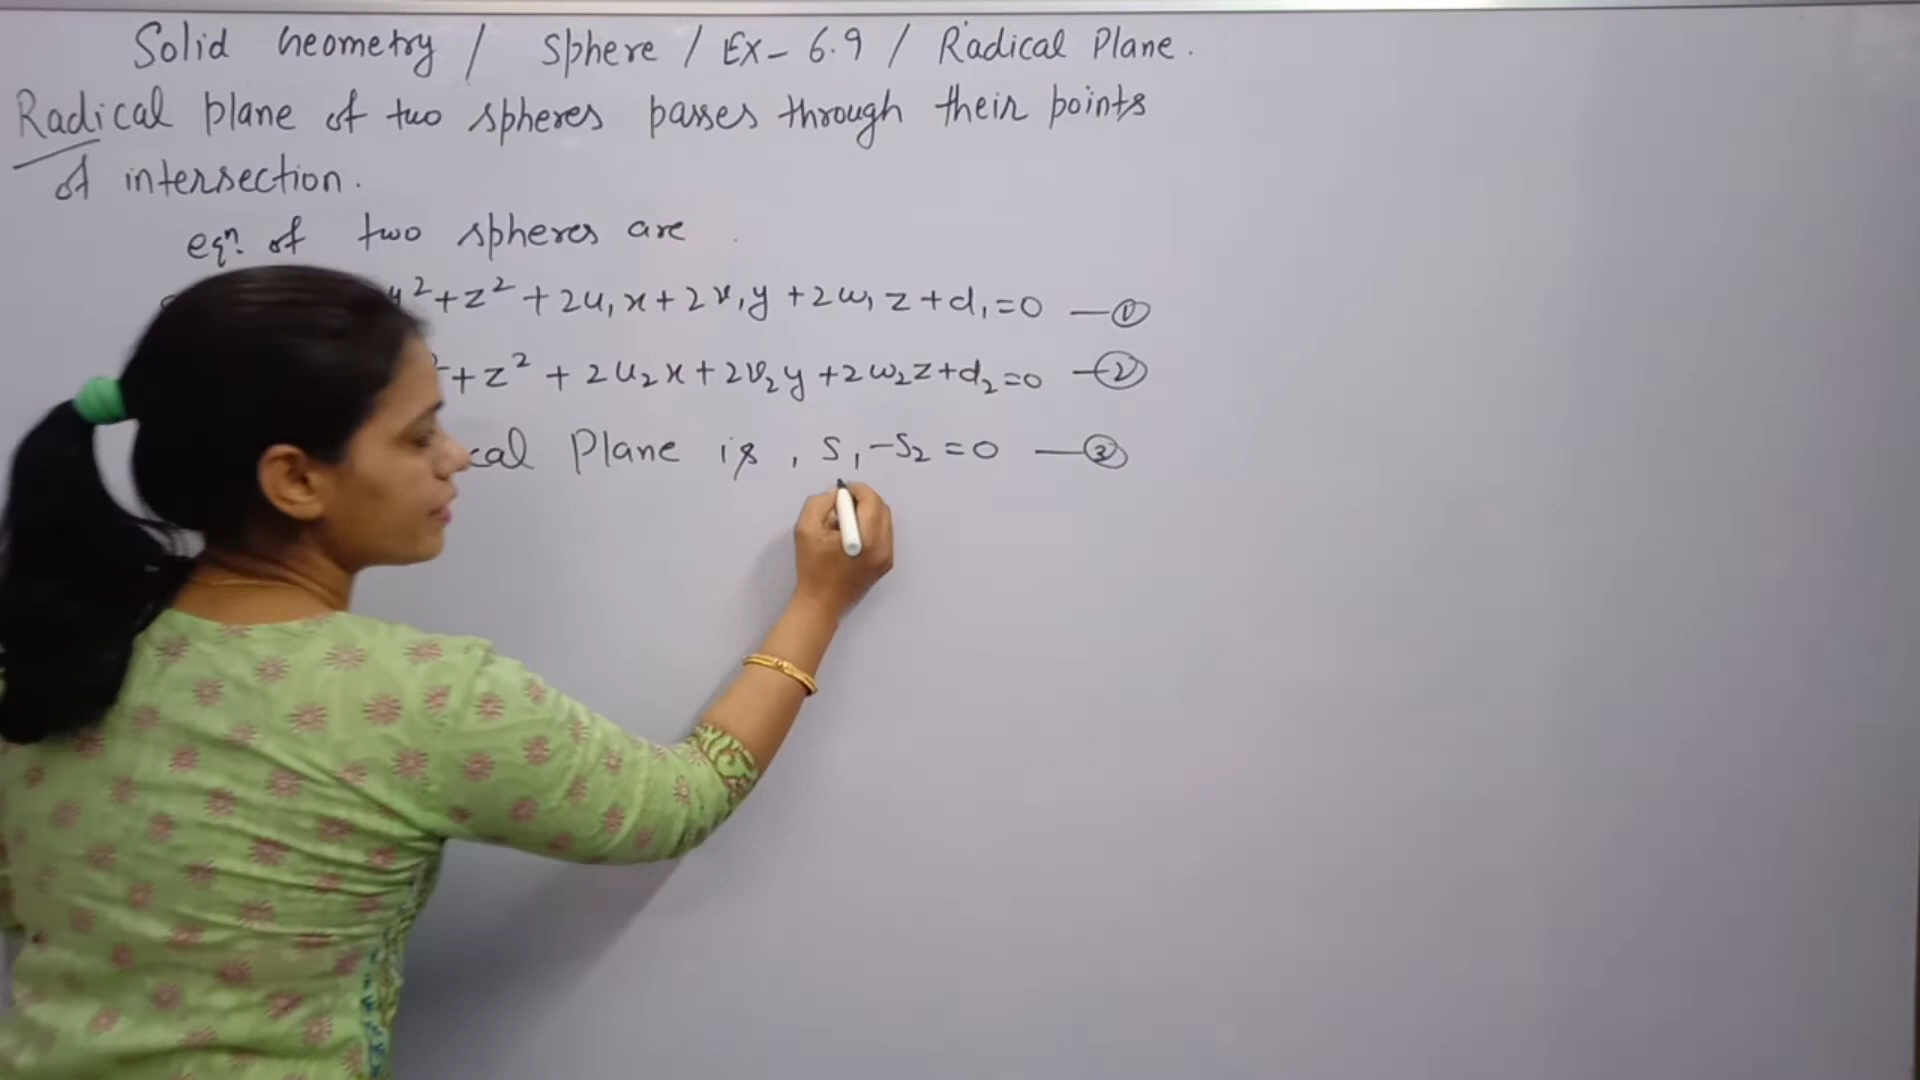 Solid Geometry / Sphere / Ex- 6.9 / Radical Plane.
Radical plane of two spheres passes through their points
of intersection.
eqn. of two spheres are
y²+z²+2u₁x+2v₁y+2w₁z+d₁=0 —①
+z²+2u₂x+2v₂y+2w₂z+d₂=0 —②
cal Plane is, S₁-S₂=0 —③